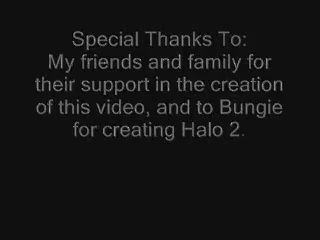 Special Thanks To:
My friends and family for
their support in the creation
of this video, and to Bungie
for creating Halo 2.